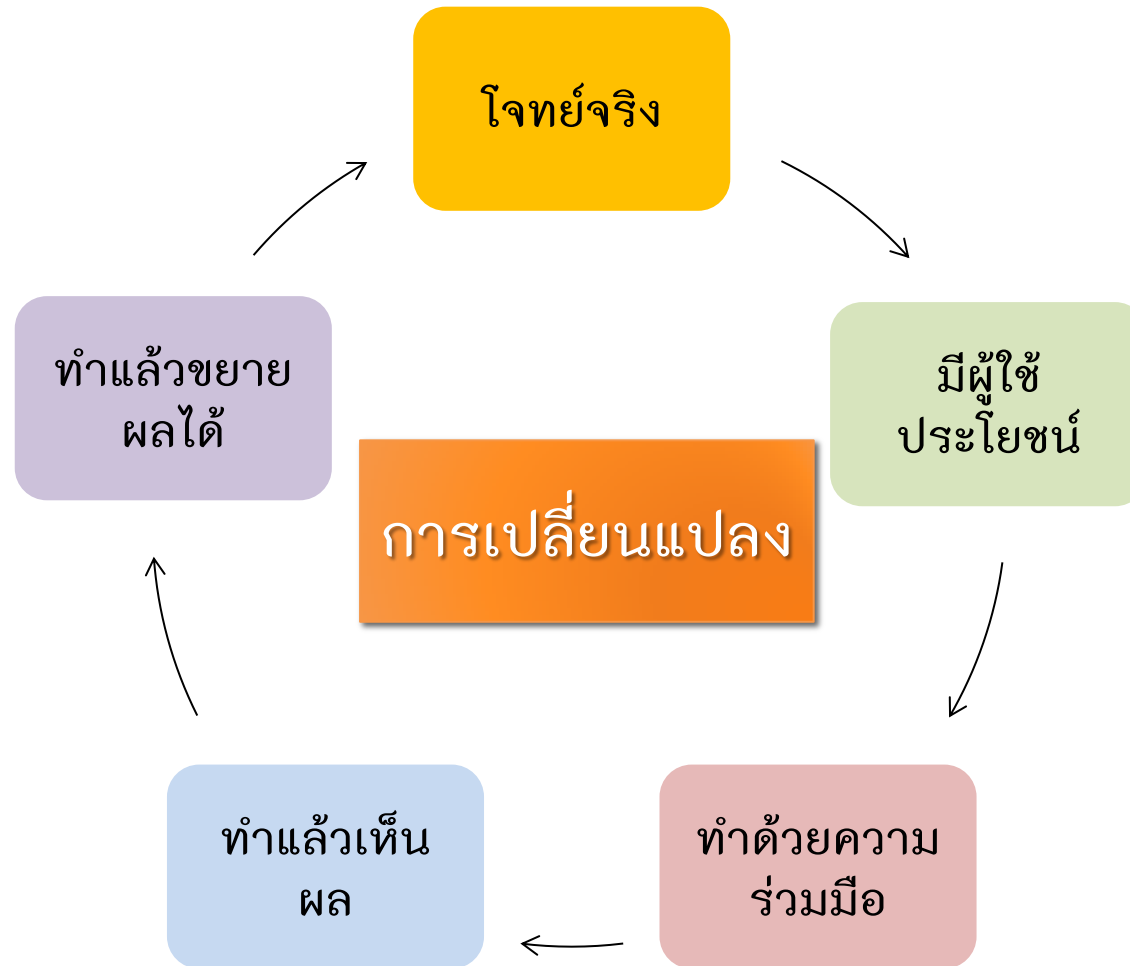 โจทย์จริง
มีผู้ใช้
ประโยชน์
ทำด้วยความ
ร่วมมือ
ทำแล้วเห็น
ผล
ทำแล้วขยาย
ผลได้
การเปลี่ยนแปลง